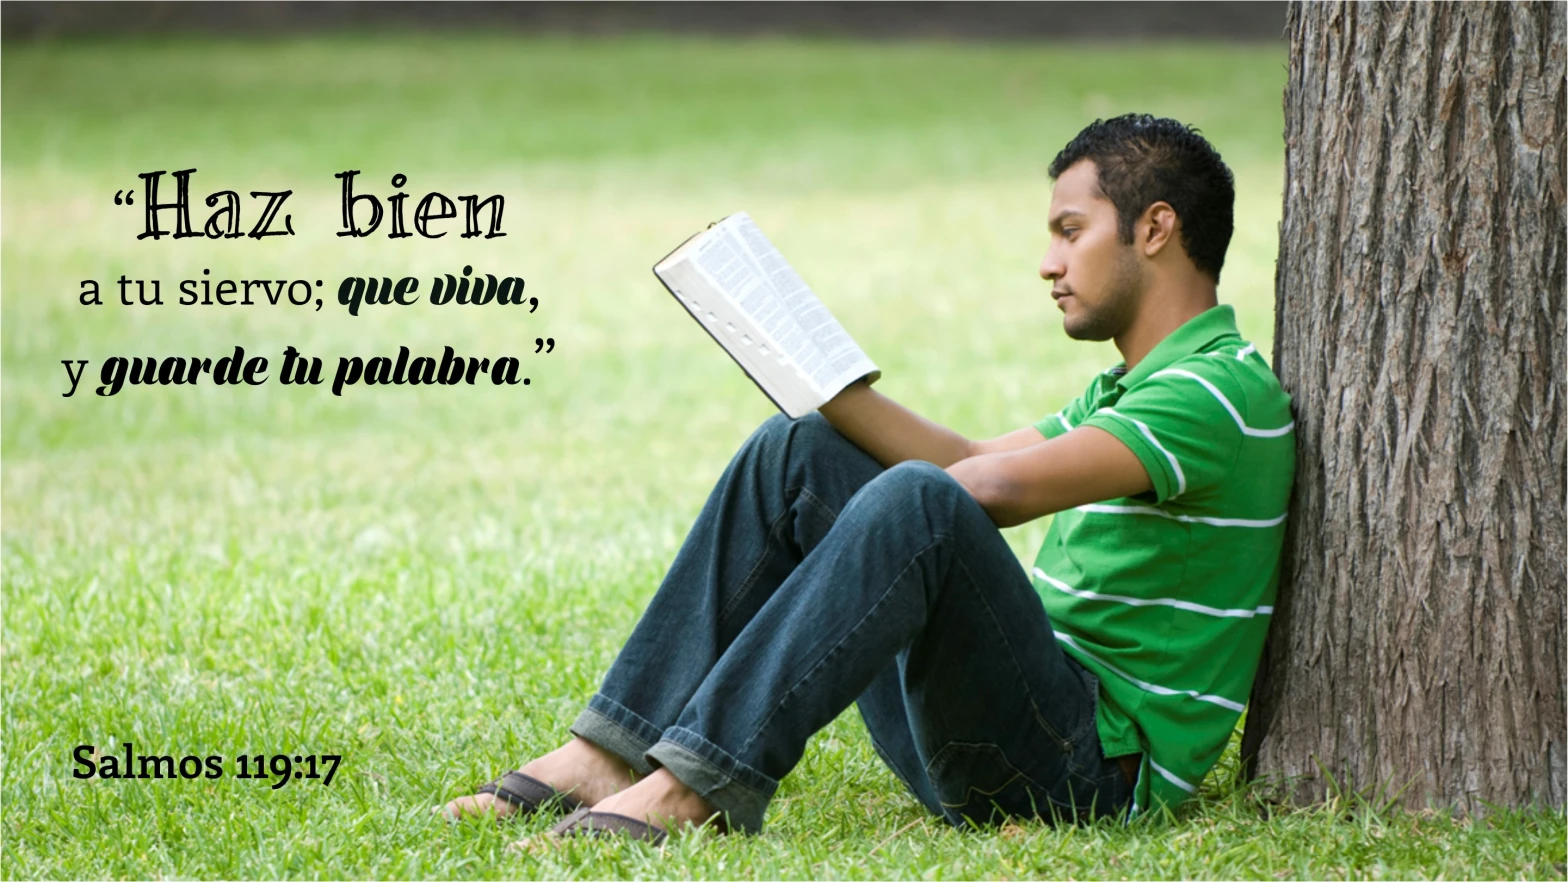 “Haz bien
a tu siervo; que viva,
y guarde tu palabra.”
Salmos 119:17